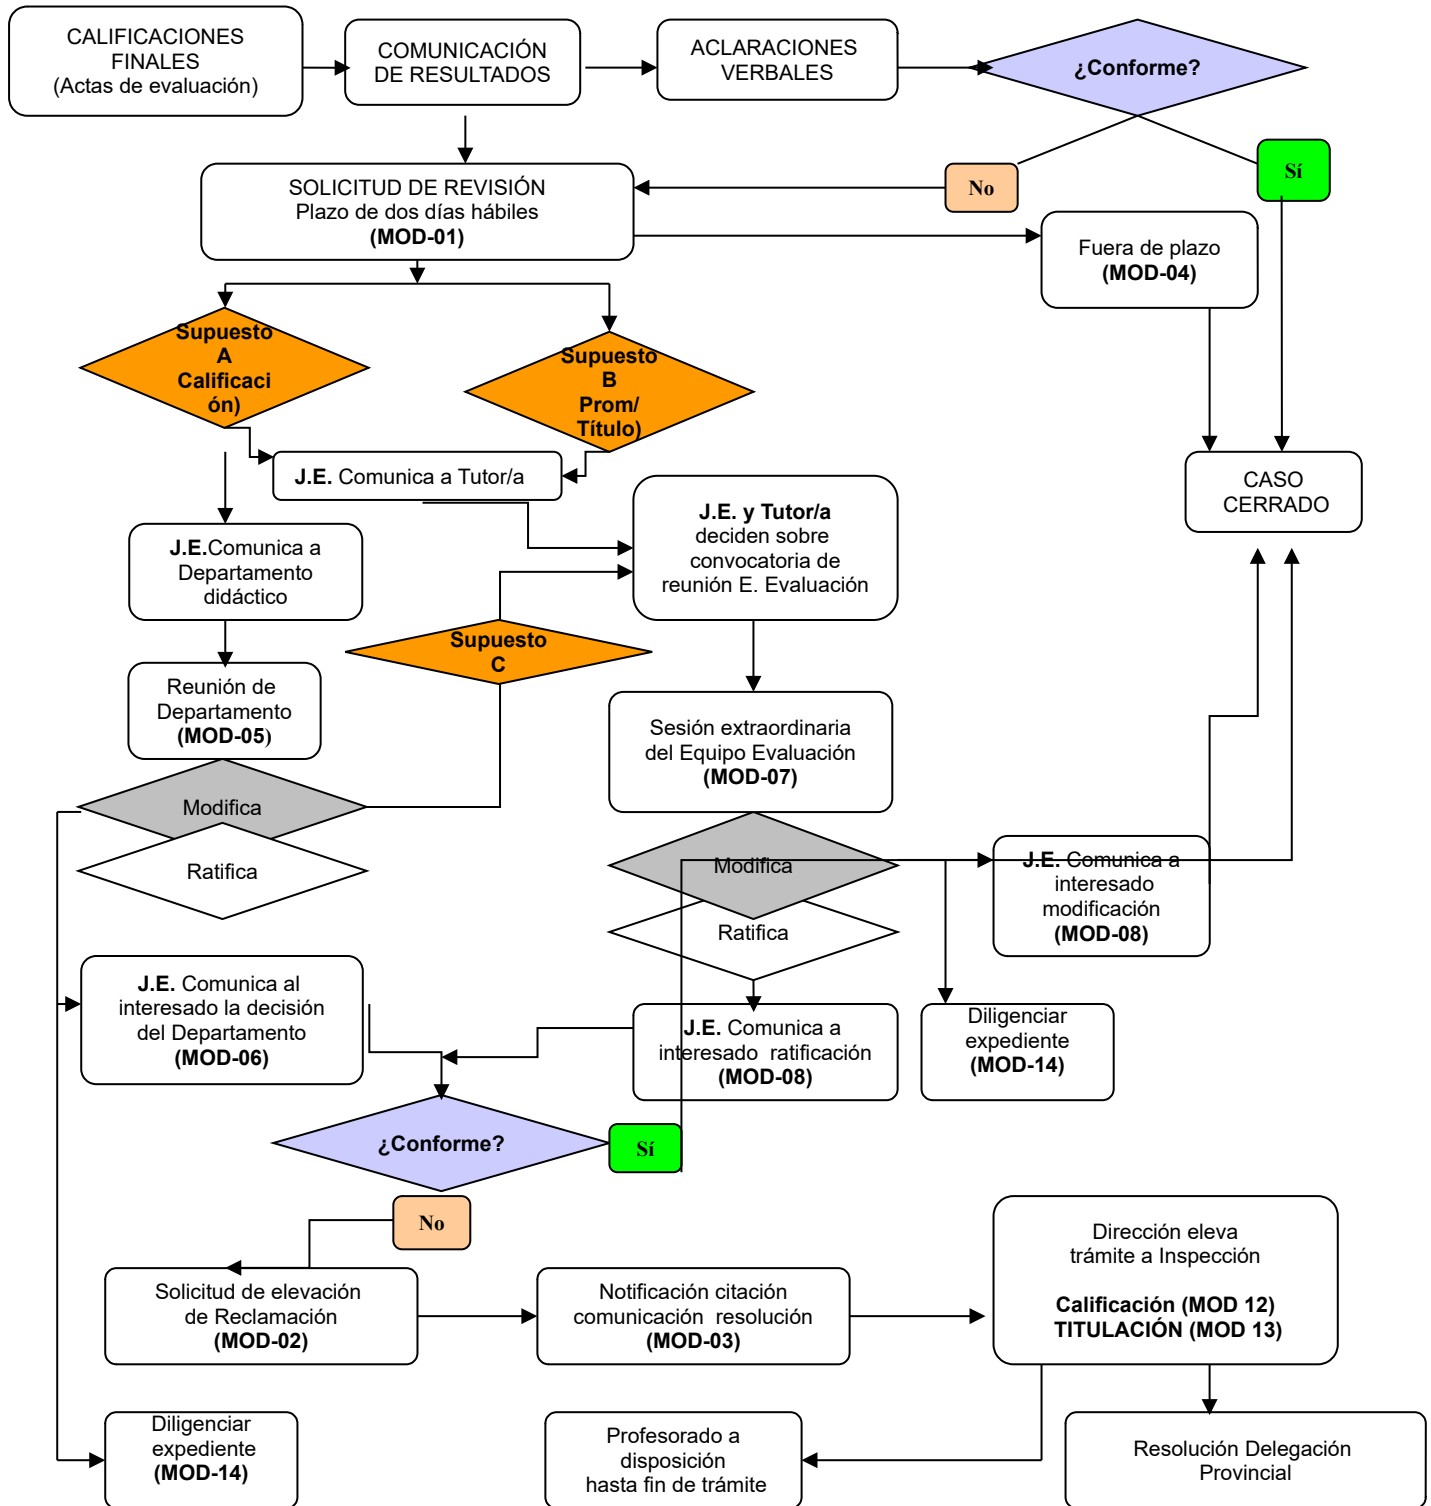 CALIFICACIONES
FINALES
(Actas de evaluación)
COMUNICACIÓN
DE RESULTADOS
ACLARACIONES
VERBALES
¿Conforme?
No
Sí
SOLICITUD DE REVISIÓN
Plazo de dos días hábiles
(MOD-01)
Fuera de plazo
(MOD-04)
Supuesto
A
Calificaci
ón)
Supuesto
B
Prom/
Título)
J.E. Comunica a Tutor/a
J.E. y Tutor/a
deciden sobre
convocatoria de
reunión E. Evaluación
CASO
CERRADO
J.E.Comunica a
Departamento
didáctico
Supuesto
C
Reunión de
Departamento
(MOD-05)
Sesión extraordinaria
del Equipo Evaluación
(MOD-07)
Modifica
Ratifica
Modifica
Ratifica
J.E. Comunica a
interesado
modificación
(MOD-08)
J.E. Comunica al
interesado la decisión
del Departamento
(MOD-06)
J.E. Comunica a
interesado  ratificación
(MOD-08)
Diligenciar
expediente
(MOD-14)
¿Conforme?
Sí
No
Solicitud de elevación
de Reclamación
(MOD-02)
Notificación citación
comunicación  resolución
(MOD-03)
Dirección eleva
trámite a Inspección
Calificación (MOD 12)
TITULACIÓN (MOD 13)
Diligenciar
expediente
(MOD-14)
Profesorado a
disposición
hasta fin de trámite
Resolución Delegación
Provincial